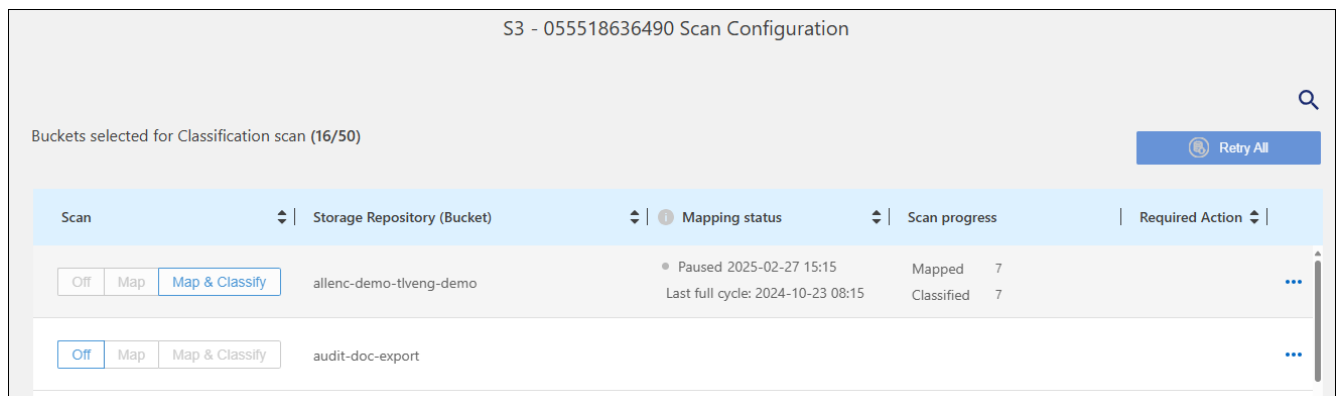 S3 - 055518636490 Scan Configuration
Buckets selected for Classification scan (16/50)
Retry All
Scan Storage Repository (Bucket) Mapping status Scan progress Required Action
Off Map Map & Classify allenc-demo-tlveng-demo Paused 2025-02-27 15:15 Mapped 7
Last full cycle: 2024-10-23 08:15 Classified 7
Off Map Map & Classify audit-doc-export